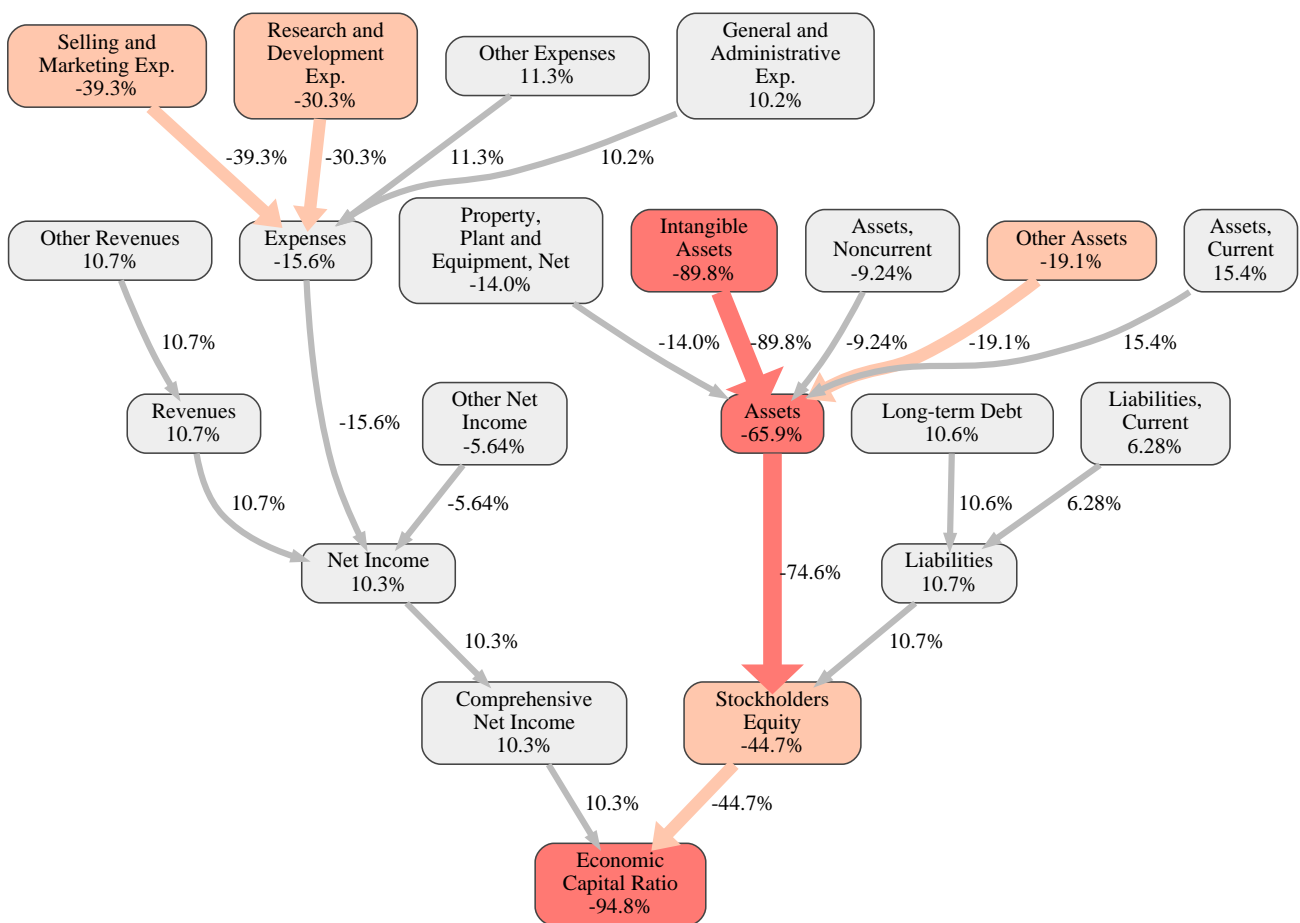 Selling and
Marketing Exp.
-39.3%
Research and
Development
Exp.
-30.3%
Other Expenses
11.3%
General and
Administrative
Exp.
10.2%
-39.3%
-30.3%
11.3%
10.2%
Other Revenues
10.7%
Expenses
-15.6%
Property,
Plant and
Equipment, Net
-14.0%
Intangible
Assets
-89.8%
Assets,
Noncurrent
-9.24%
Other Assets
-19.1%
Assets,
Current
15.4%
10.7%
-14.0%
-89.8%
-9.24%
-19.1%
15.4%
Revenues
10.7%
-15.6%
Other Net
Income
-5.64%
Assets
-65.9%
Long-term Debt
10.6%
Liabilities,
Current
6.28%
10.7%
-5.64%
10.6%
6.28%
Net Income
10.3%
-74.6%
Liabilities
10.7%
10.3%
10.7%
Comprehensive
Net Income
10.3%
Stockholders
Equity
-44.7%
10.3%
-44.7%
Economic
Capital Ratio
-94.8%